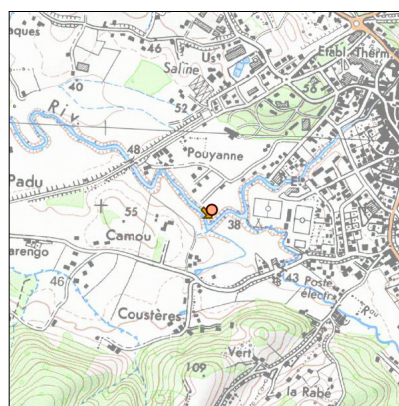 aques
46
Us
Saline
Etabl. Therm.
40
56
52
Riv
48
Pouyanne
Padu
55
38
Camou
arengo
46
43 Poste
électr.
Coustères
Vert
109
la Rabé